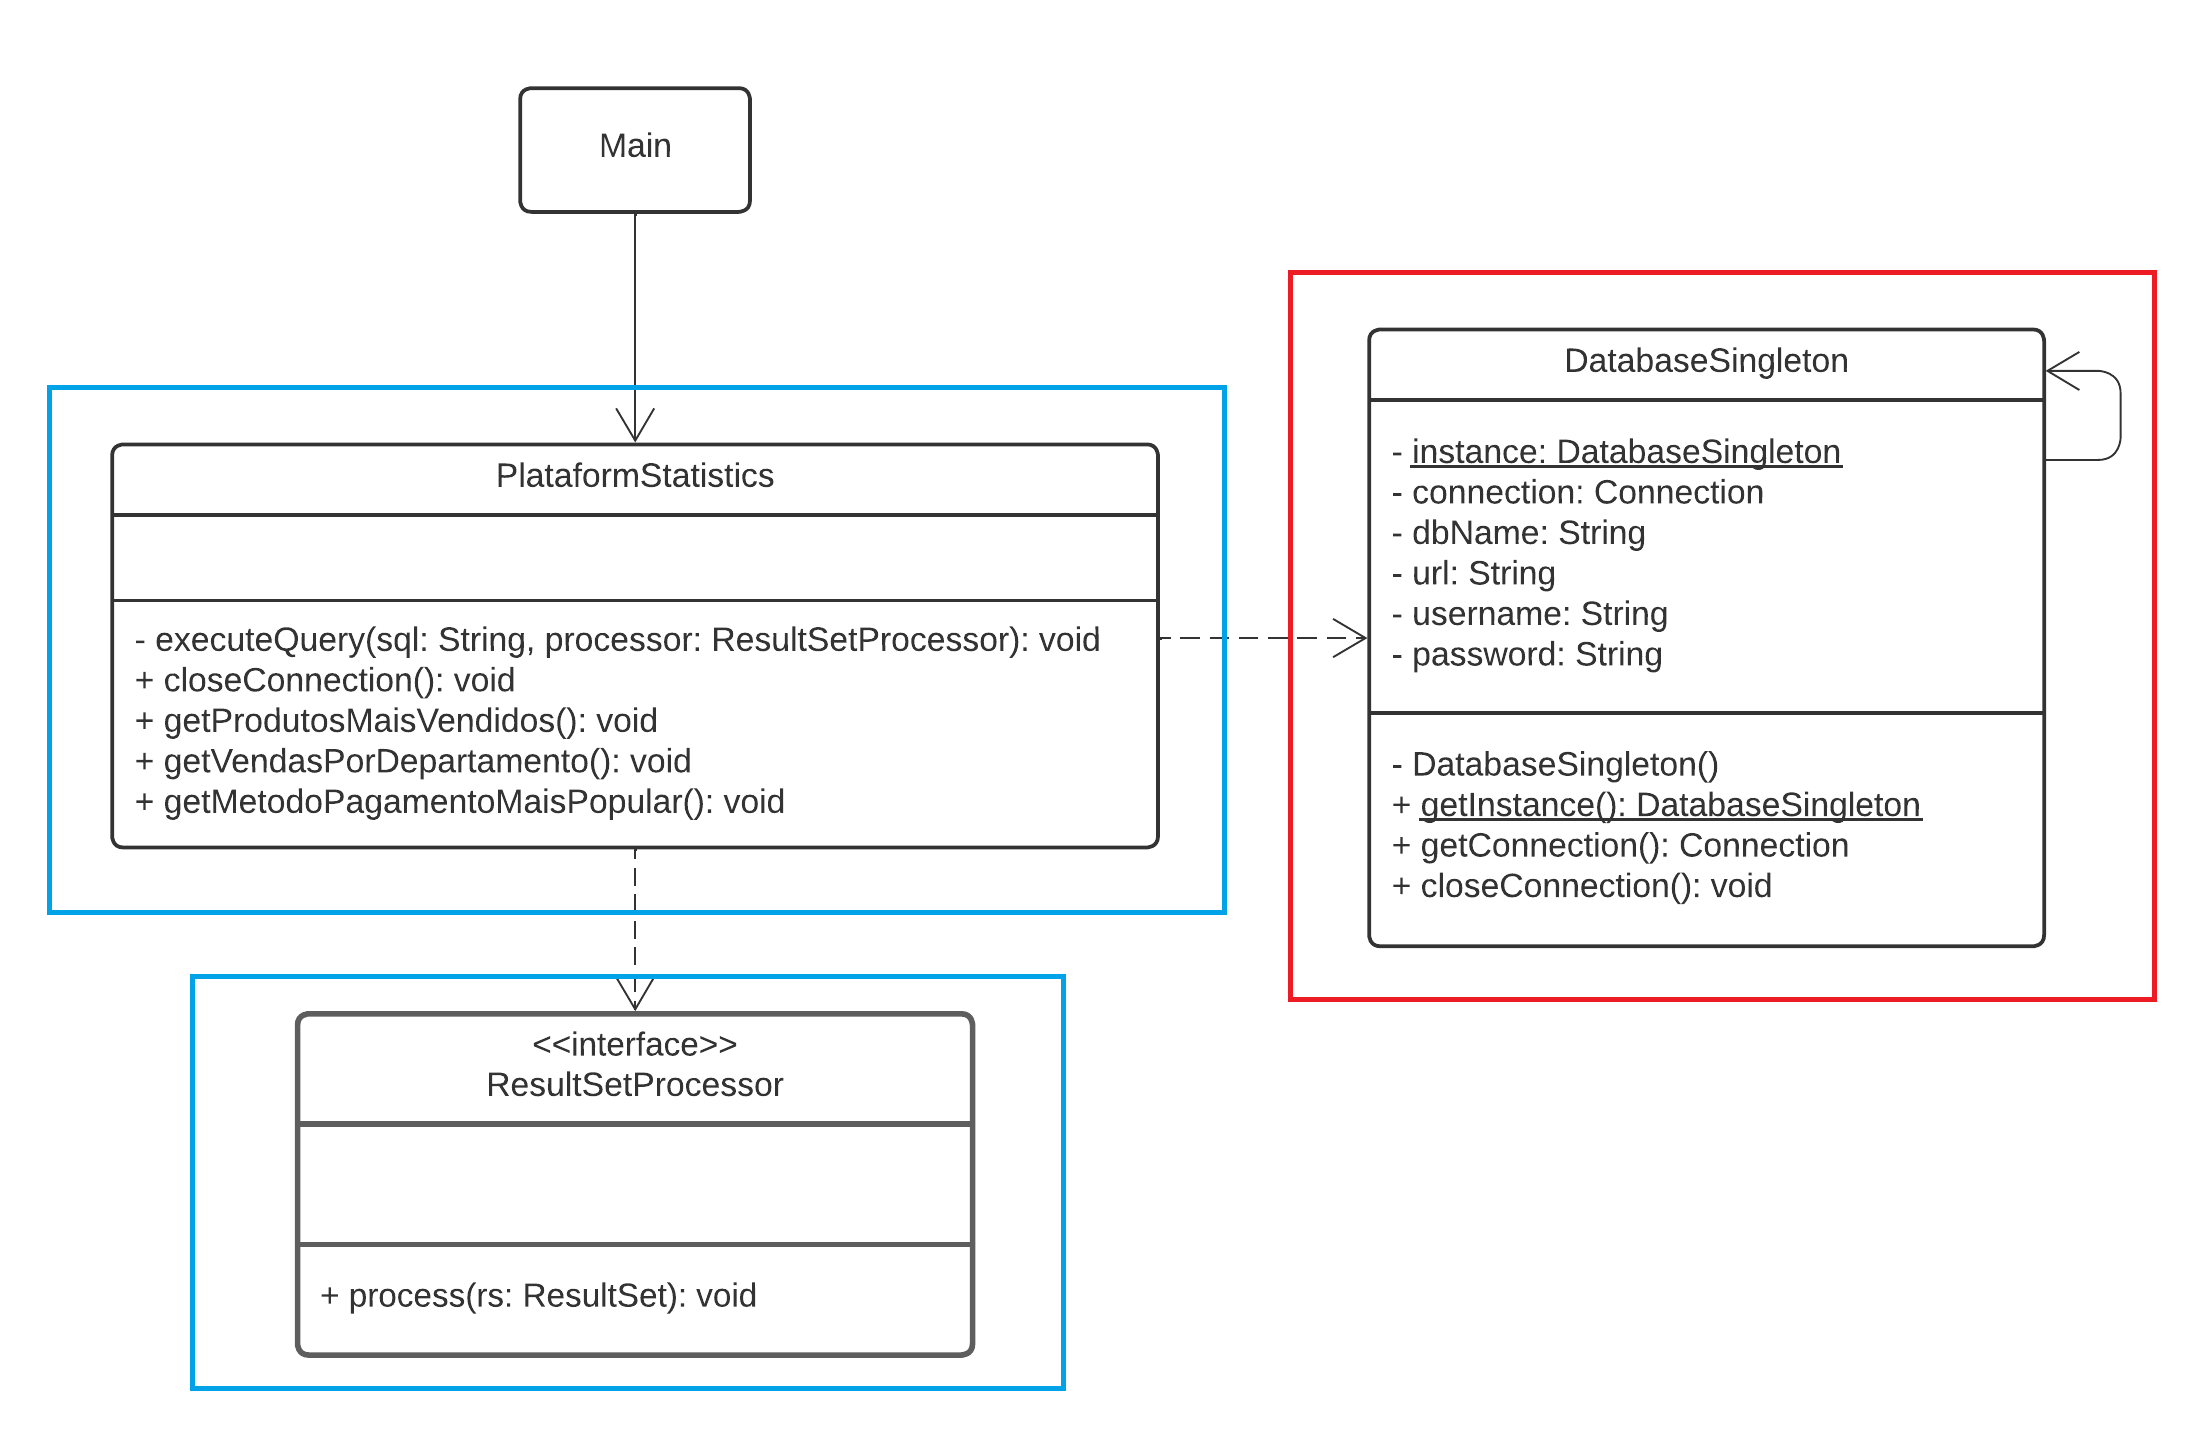 Main
PlataformStatistics
- executeQuery(sql: String, processor: ResultSetProcessor): void
+ closeConnection(): void
+ getProdutosMaisVendidos(): void
+ getVendasPorDepartamento(): void
+ getMetodoPagamentoMaisPopular(): void
DatabaseSingleton
- instance: DatabaseSingleton
- connection: Connection
- dbName: String
- url: String
- username: String
- password: String
- DatabaseSingleton()
+ getInstance(): DatabaseSingleton
+ getConnection(): Connection
+ closeConnection(): void
<<interface>>
ResultSetProcessor
+ process(rs: ResultSet): void